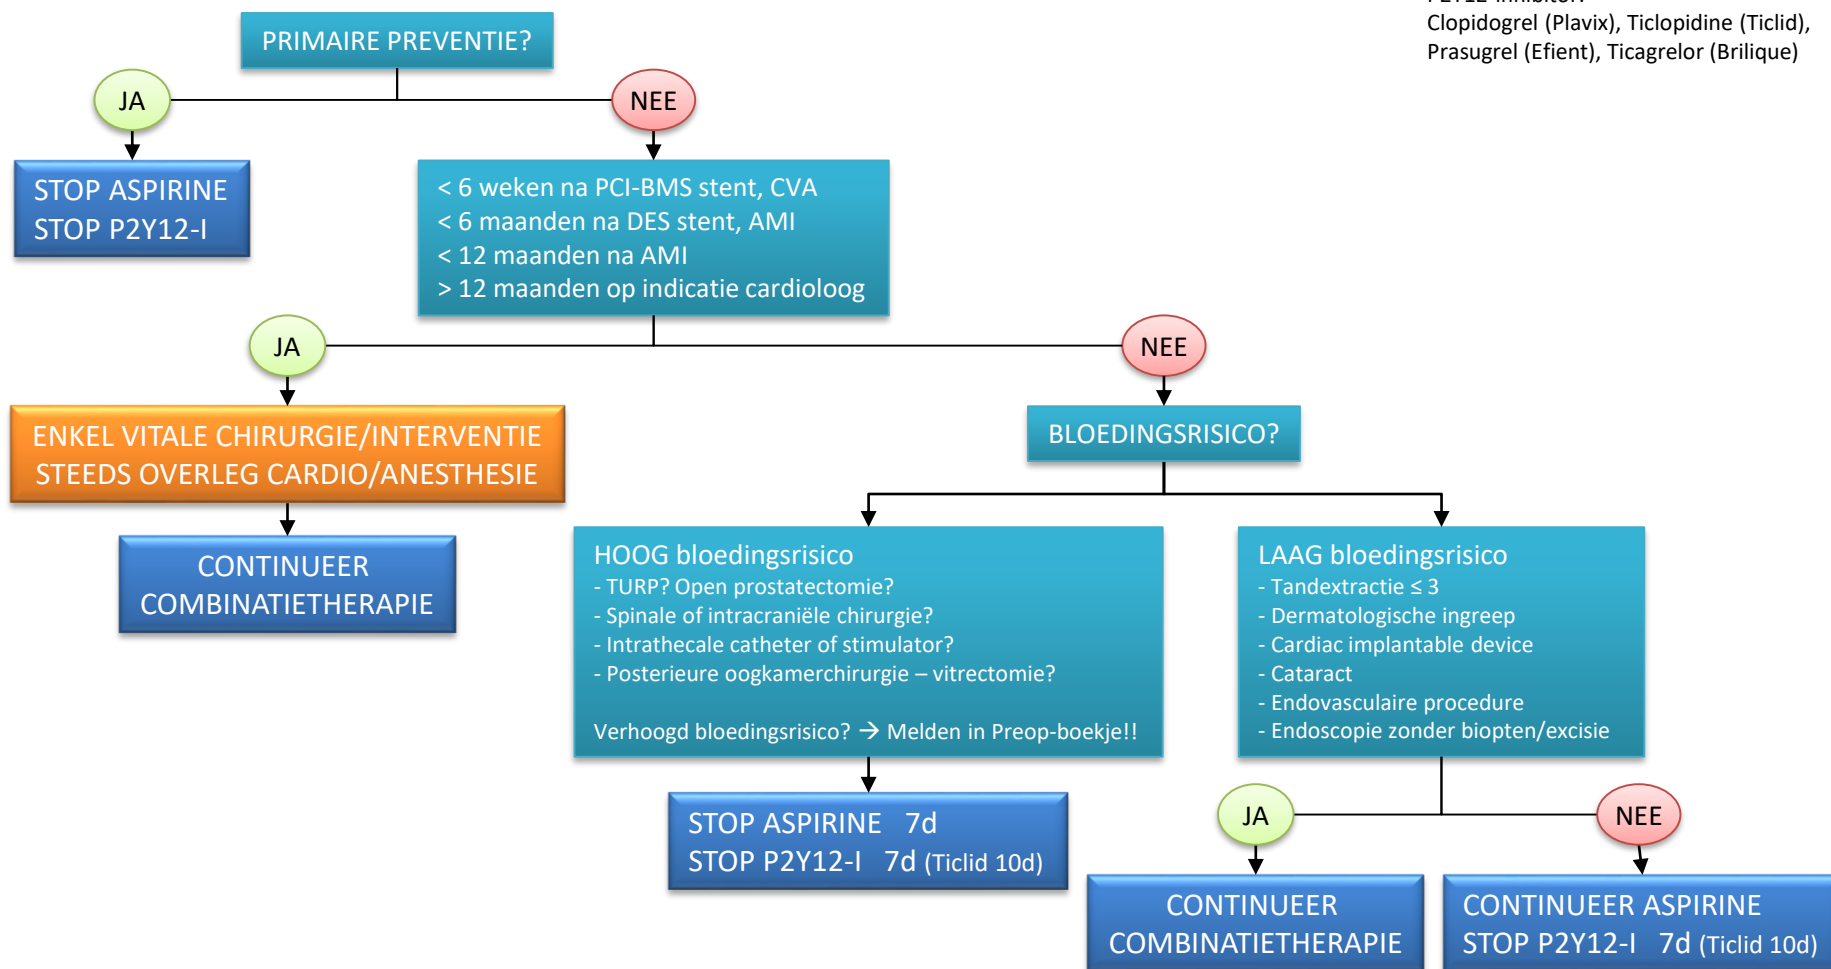 P2Y12-inhibitor:
Clopidogrel (Plavix), Ticlopidine (Ticlid),
Prasugrel (Efient), Ticagrelor (Brilique)
PRIMAIRE PREVENTIE?
JA
NEE
STOP ASPIRINE
STOP P2Y12-I
< 6 weken na PCI-BMS stent, CVA
< 6 maanden na DES stent, AMI
< 12 maanden na AMI
> 12 maanden op indicatie cardioloog
JA
NEE
ENKEL VITALE CHIRURGIE/INTERVENTIE
STEEDS OVERLEG CARDIO/ANESTHESIE
CONTINUEER
COMBINATIETHERAPIE
BLOEDINGSRISICO?
HOOG bloedingsrisico
- TURP? Open prostatectomie?
- Spinale of intracraniële chirurgie?
- Intrathecale catheter of stimulator?
- Posterieure oogkamerchirurgie – vitrectomie?
Verhoogd bloedingsrisico? → Melden in Preop-boekje!!
LAAG bloedingsrisico
- Tandextractie ≤ 3
- Dermatologische ingreep
- Cardiac implantable device
- Cataract
- Endovasculaire procedure
- Endoscopie zonder biopten/excisie
STOP ASPIRINE 7d
STOP P2Y12-I 7d (Ticlid 10d)
JA
NEE
CONTINUEER
COMBINATIETHERAPIE
CONTINUEER ASPIRINE
STOP P2Y12-I 7d (Ticlid 10d)